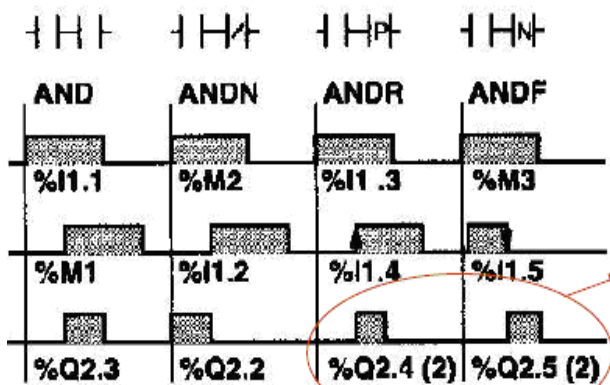 P N
AND ANDN ANDR ANDF
%I1.1 %M2 %I1 .3 %M3
%M1 %I1.2 %I1.4 %I1.5
%Q2.3 %Q2.2 %Q2.4 (2) %Q2.5 (2)